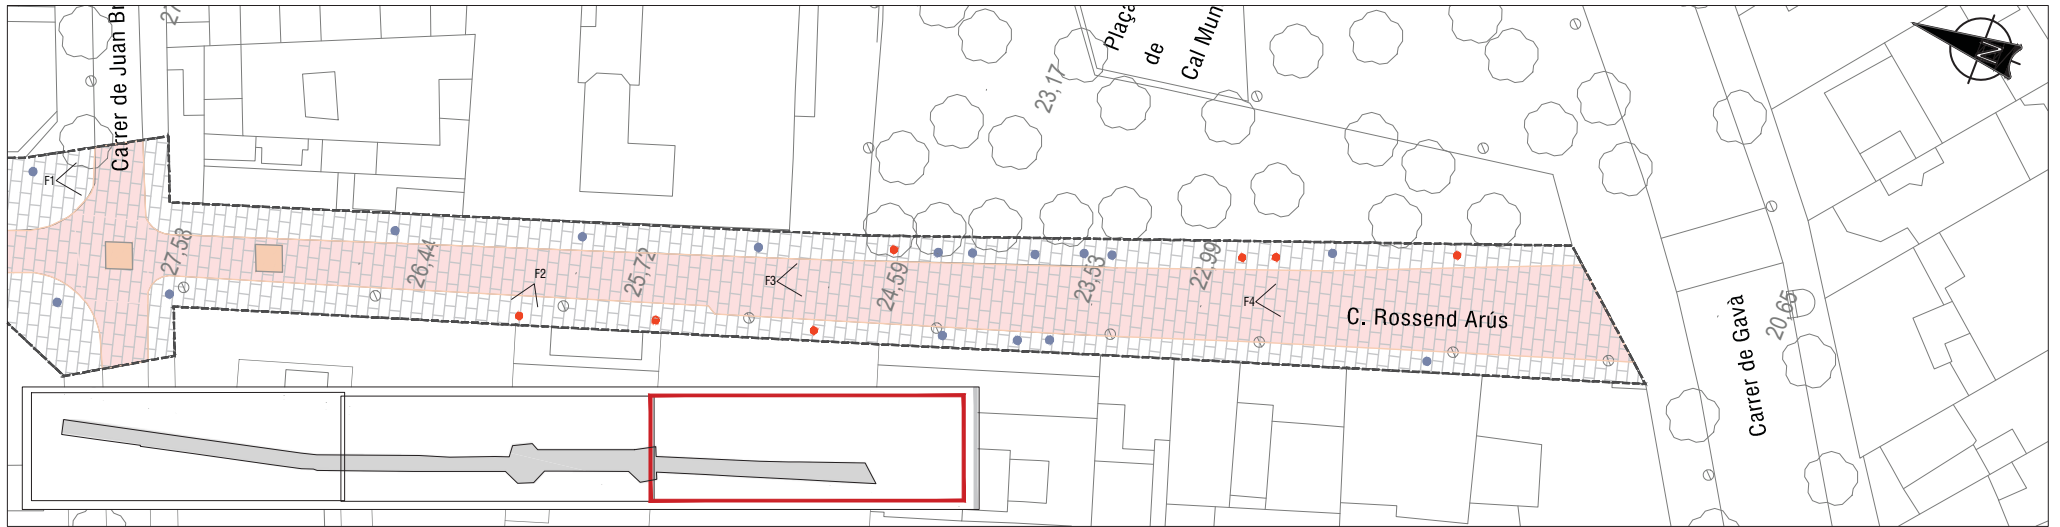 Carrer de Juan Br
27
Plaça
de
Cal Mun
23,17
N
F1
27,58
26,44
F2
25,72
F3
24,59
23,53
22,99
F4
C. Rossend Arús
Carrer de Gavà
20,65